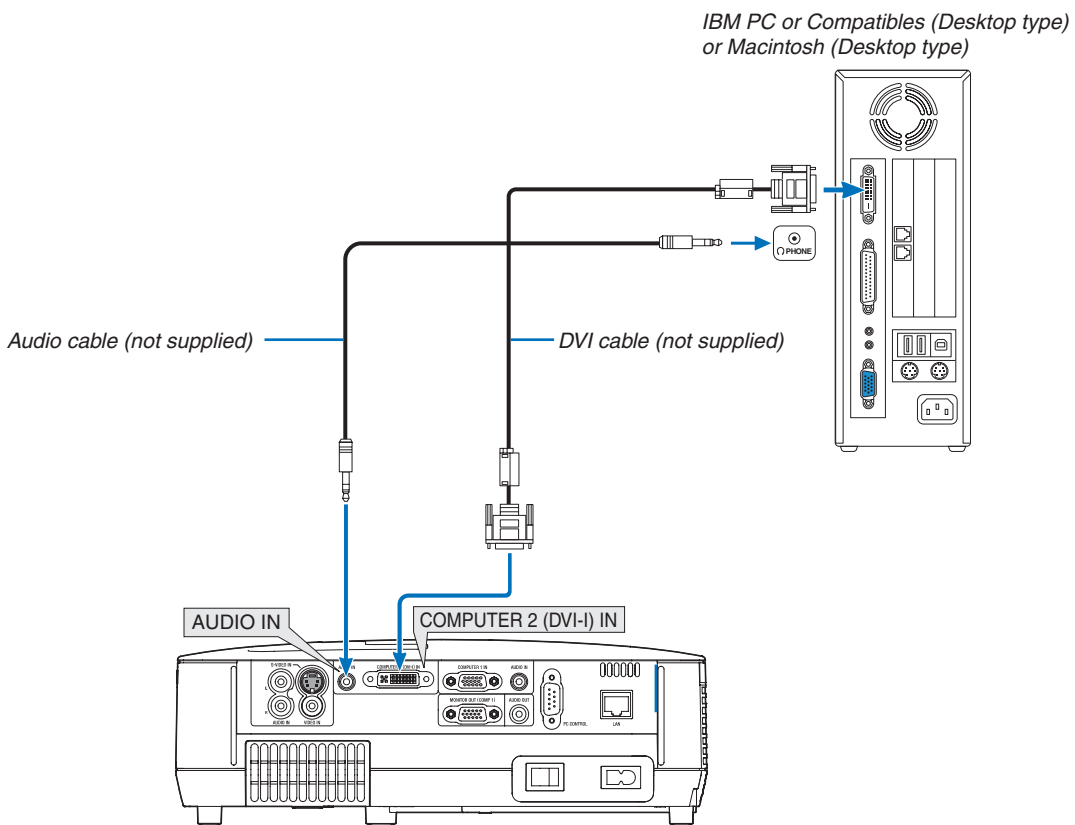 IBM PC or Compatibles (Desktop type)
or Macintosh (Desktop type)
PHONE
Audio cable (not supplied)
DVI cable (not supplied)
AUDIO IN
COMPUTER 2 (DVI-I) IN
S-VIDEO IN
L
R
AUDIO IN
VIDEO IN
COMPUTER 1 IN
AUDIO IN
MONITOR OUT (COMP 1)
AUDIO OUT
PC CONTROL
LAN